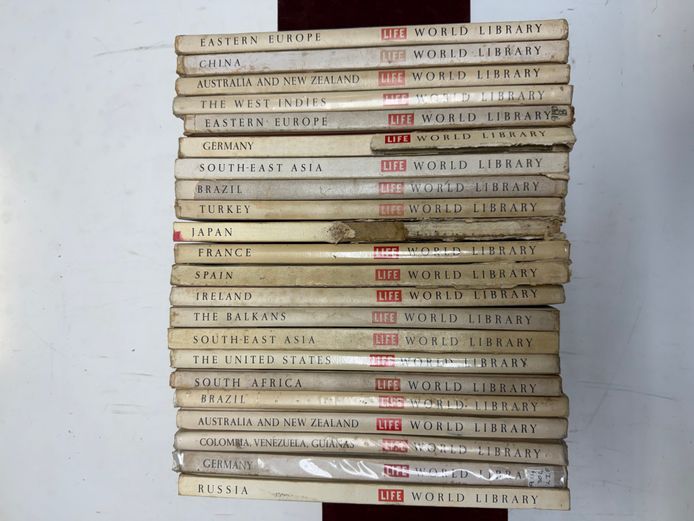 EASTERN EUROPE LIFE WORLD LIBRARY
CHINA LIFE WORLD LIBRARY
AUSTRALIA AND NEW ZEALAND LIFE WORLD LIBRARY
THE WEST INDIES LIFE WORLD LIBRARY
EASTERN EUROPE LIFE WORLD LIBRARY
GERMANY LIFE WORLD LIBRARY
SOUTH-EAST ASIA LIFE WORLD LIBRARY
BRAZIL LIFE WORLD LIBRARY
TURKEY LIFE WORLD LIBRARY
JAPAN
FRANCE LIFE WORLD LIBRARY
SPAIN LIFE WORLD LIBRARY
IRELAND LIFE WORLD LIBRARY
THE BALKANS LIFE WORLD LIBRARY
SOUTH-EAST ASIA LIFE WORLD LIBRARY
THE UNITED STATES LIFE WORLD LIBRARY
SOUTH AFRICA LIFE WORLD LIBRARY
BRAZIL LIFE WORLD LIBRARY
AUSTRALIA AND NEW ZEALAND LIFE WORLD LIBRARY
COLOMBIA, VENEZUELA, GUIANAS LIFE WORLD LIBRARY
GERMANY LIFE WORLD LIBRARY
RUSSIA LIFE WORLD LIBRARY